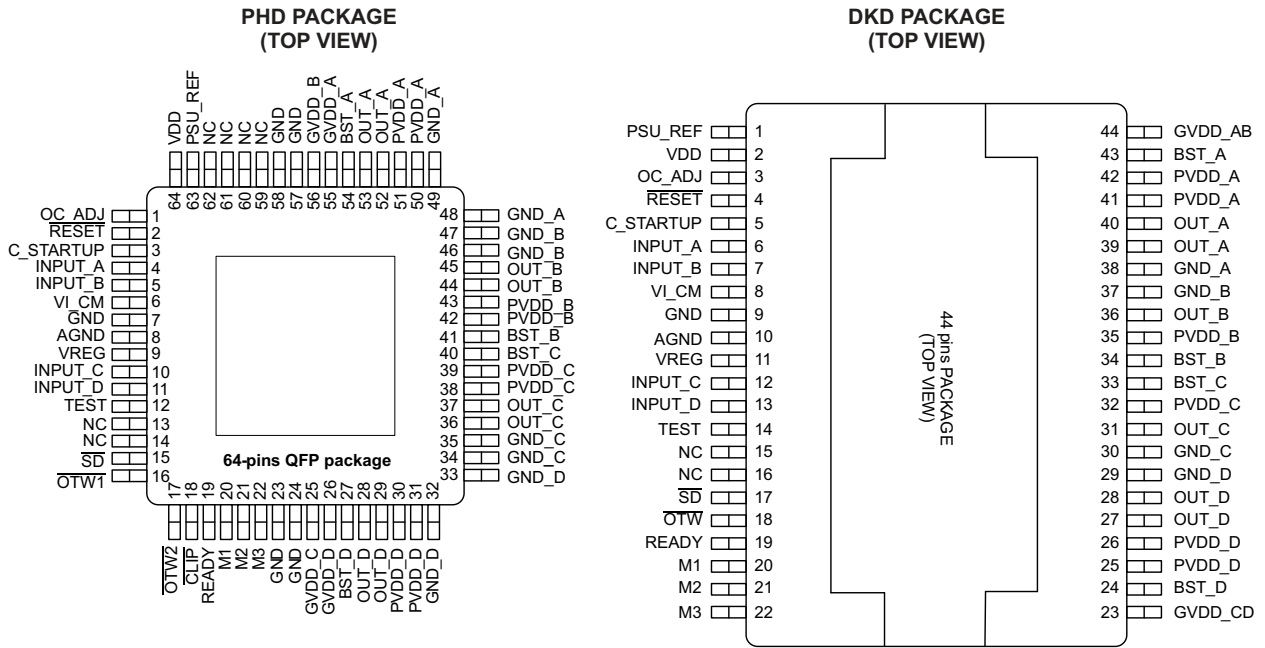 PHD PACKAGE
(TOP VIEW)
VDD
PSU_REF
NC
NC
NC
NC
GND
GND
GVDD_B
GVDD_A
BST_A
OUT_A
OUT_A
PVDD_A
PVDD_A
GND_A
64
63
62
61
60
59
58
57
56
55
54
53
52
51
50
49
OC_ADJ 1
RESET 2
C_STARTUP 3
INPUT_A 4
INPUT_B 5
VI_CM 6
GND 7
AGND 8
VREG 9
INPUT_C 10
INPUT_D 11
TEST 12
NC 13
NC 14
SD 15
OTW1 16
48 GND_A
47 GND_B
46 GND_B
45 OUT_B
44 OUT_B
43 PVDD_B
42 PVDD_B
41 BST_B
40 BST_C
39 PVDD_C
38 PVDD_C
37 OUT_C
36 OUT_C
35 GND_C
34 GND_C
33 GND_D
64-pins QFP package
17
18
19
20
21
22
23
24
25
26
27
28
29
30
31
32
OTW2
CLIP
READY
M1
M2
M3
GND
GND
GVDD_C
GVDD_D
BST_D
OUT_D
OUT_D
PVDD_D
PVDD_D
GND_D
DKD PACKAGE
(TOP VIEW)
PSU_REF 1
VDD 2
OC_ADJ 3
RESET 4
C_STARTUP 5
INPUT_A 6
INPUT_B 7
VI_CM 8
GND 9
AGND 10
VREG 11
INPUT_C 12
INPUT_D 13
TEST 14
NC 15
NC 16
SD 17
OTW 18
READY 19
M1 20
M2 21
M3 22
44 pins PACKAGE
(TOP VIEW)
44 GVDD_AB
43 BST_A
42 PVDD_A
41 PVDD_A
40 OUT_A
39 OUT_A
38 GND_A
37 GND_B
36 OUT_B
35 PVDD_B
34 BST_B
33 BST_C
32 PVDD_C
31 OUT_C
30 GND_C
29 GND_D
28 OUT_D
27 OUT_D
26 PVDD_D
25 PVDD_D
24 BST_D
23 GVDD_CD